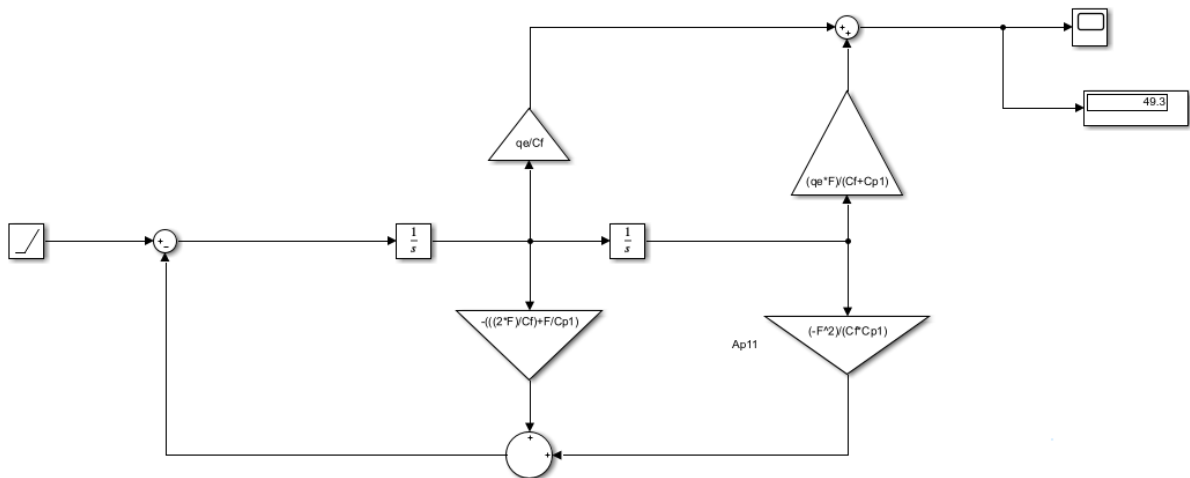 +
+
49.3
qe/Cf
(qe*F)/(Cf+Cp1)
+
−
1
s
1
s
-(((2*F)/Cf)+F/Cp1)
(-F^2)/(Cf*Cp1)
Ap11
+
+